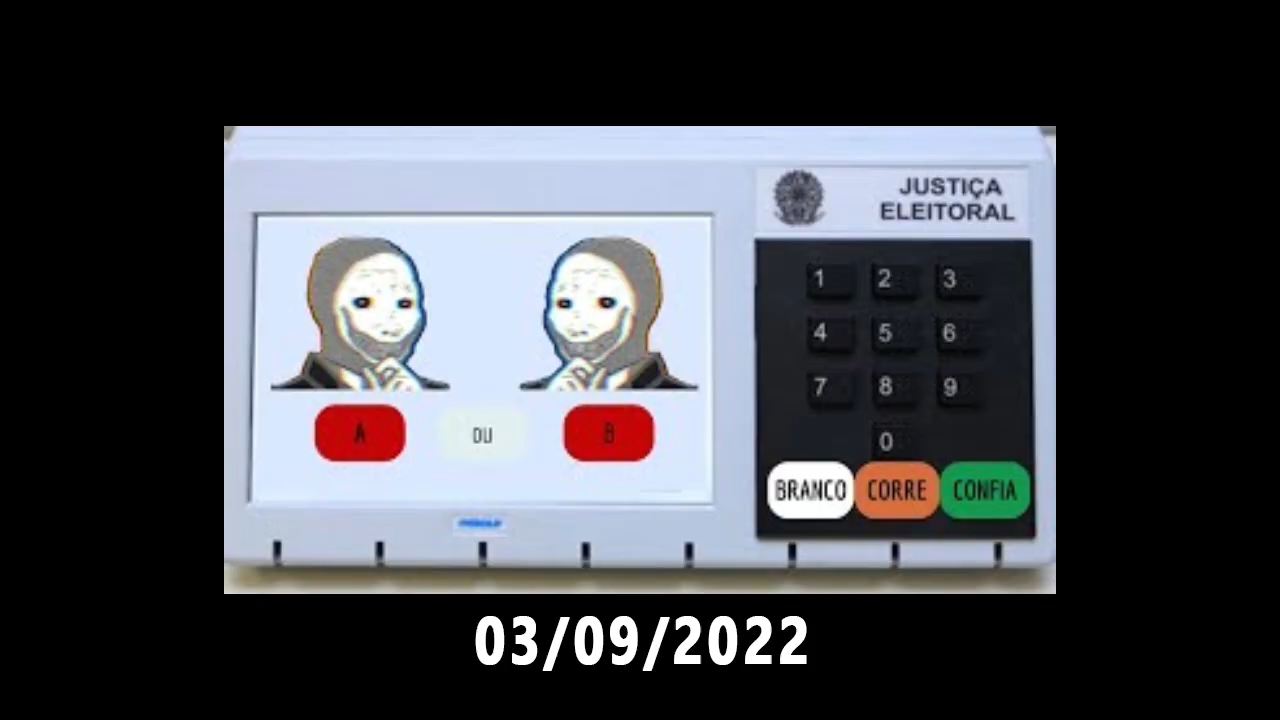 JUSTIÇA
ELEITORAL
1 2 3
4 5 6
7 8 9
0
A OU B
BRANCO CORRE CONFIA
03/09/2022